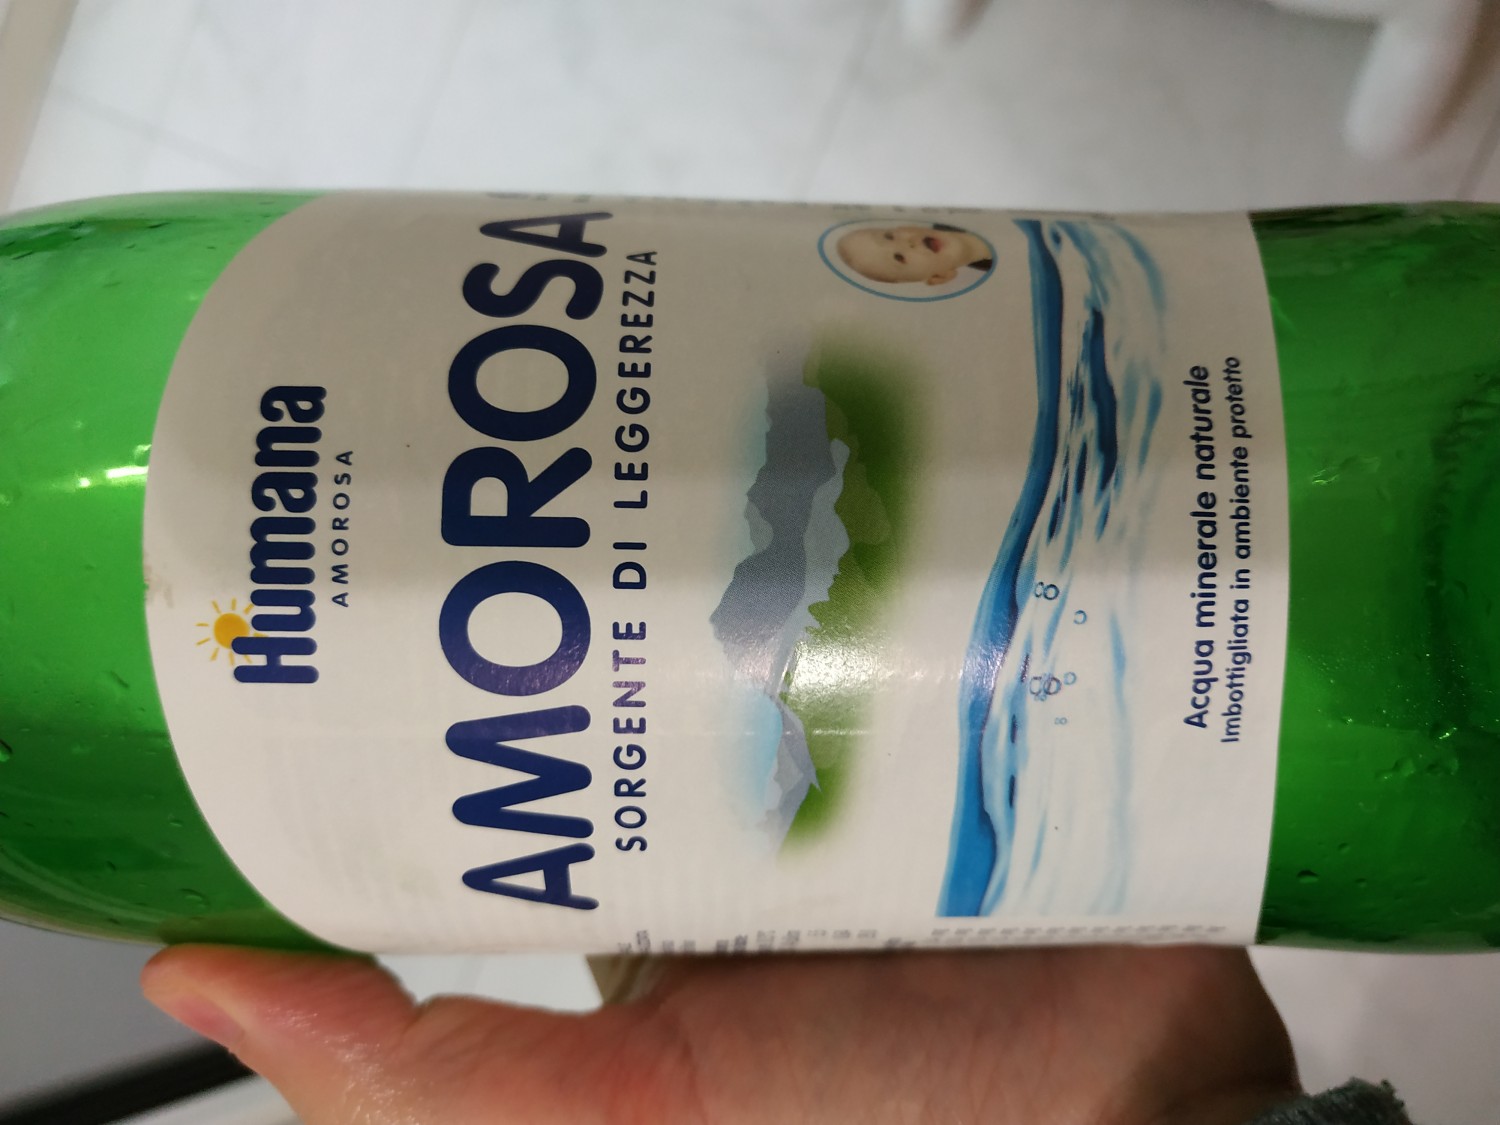 Humana
AMOROSA
AMOROSA
SORGENTE DI LEGGEREZZA
Acqua minerale naturale
Imbottigliata in ambiente protetto